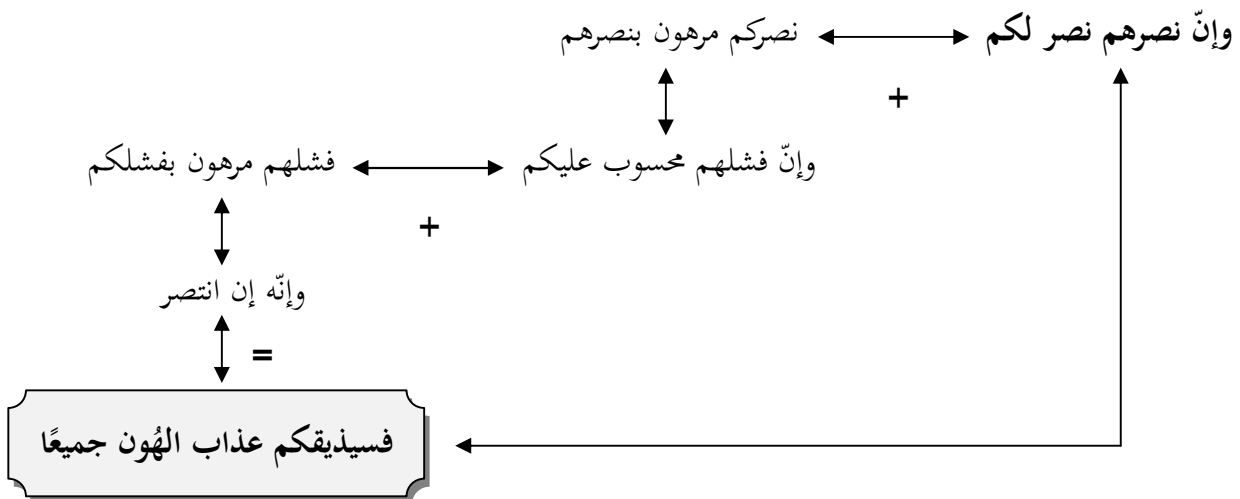 وإنّ نصرهم نصر لكم
نصركم مرهون بنصرهم
+
وإنّ فشلهم محسوب عليكم
فشلهم مرهون بفشلكم
+
وإنّه إن انتصر
=
فسيذيقكم عذاب الهُون جميعًا